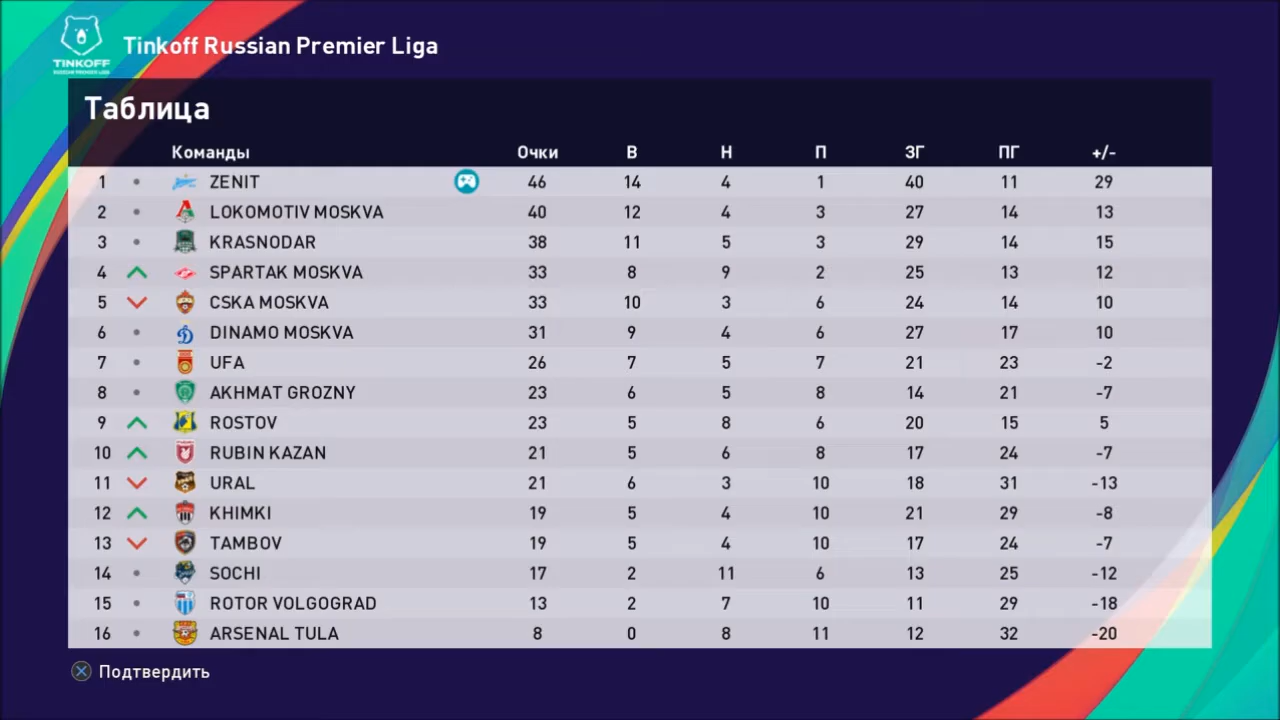 Tinkoff Russian Premier Liga
TINKOFF
Таблица
Команды Очки В Н П ЗГ ПГ +/-
1 ZENIT 46 14 4 1 40 11 29
2 LOKOMOTIV MOSKVA 40 12 4 3 27 14 13
3 KRASNODAR 38 11 5 3 29 14 15
4 SPARTAK MOSKVA 33 8 9 2 25 13 12
5 CSKA MOSKVA 33 10 3 6 24 14 10
6 DINAMO MOSKVA 31 9 4 6 27 17 10
7 UFA 26 7 5 7 21 23 -2
8 AKHMAT GROZNY 23 6 5 8 14 21 -7
9 ROSTOV 23 5 8 6 20 15 5
10 RUBIN KAZAN 21 5 6 8 17 24 -7
11 URAL 21 6 3 10 18 31 -13
12 KHIMKI 19 5 4 10 21 29 -8
13 TAMBOV 19 5 4 10 17 24 -7
14 SOCHI 17 2 11 6 13 25 -12
15 ROTOR VOLGOGRAD 13 2 7 10 11 29 -18
16 ARSENAL TULA 8 0 8 11 12 32 -20
Подтвердить